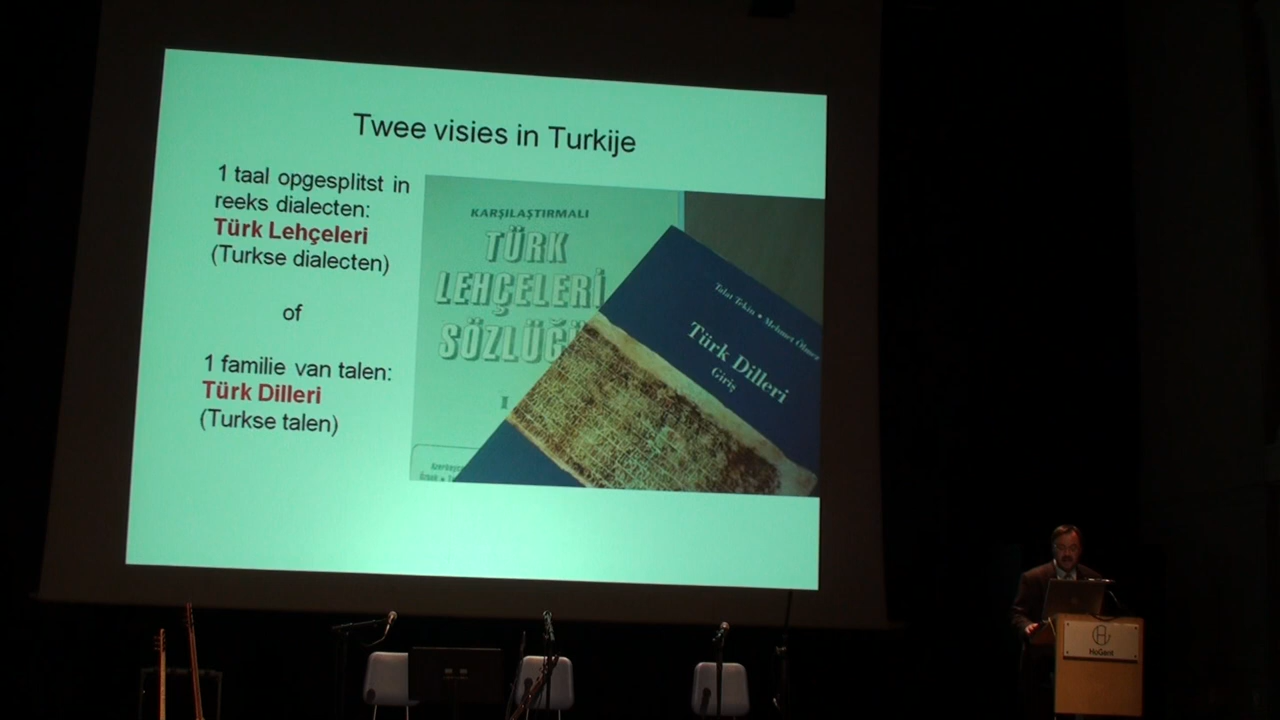 Twee visies in Turkije
1 taal opgesplitst in
reeks dialecten:
Türk Lehçeleri
(Turkse dialecten)
of
1 familie van talen:
Türk Dilleri
(Turkse talen)
KARŞILAŞTIRMALI
TÜRK
LEHÇELERİ
SÖZLÜĞÜ
I
Talat Tekin • Mehmet Ölmez
Türk Dilleri
Giriş
HoGent